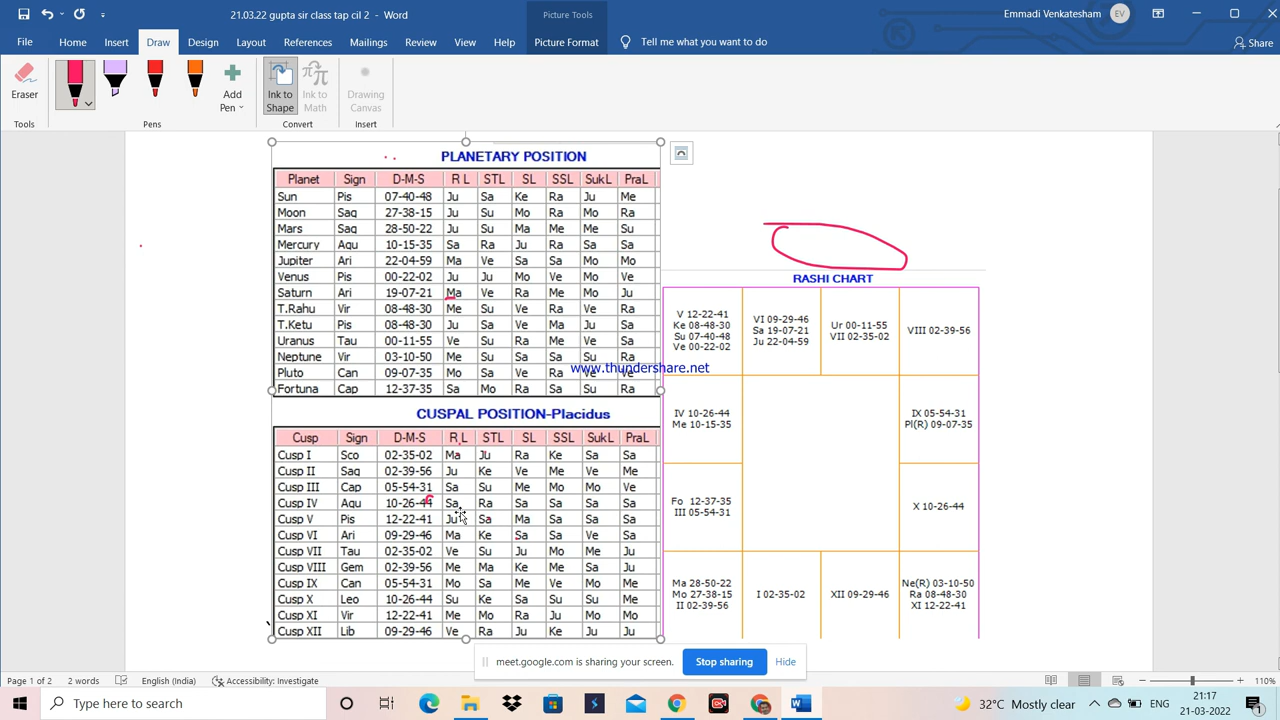 21.03.22 gupta sir class tap cil 2 - Word
Picture Tools
Emmadi Venkatesham EV
File Home Insert Draw Design Layout References Mailings Review View Help Picture Format Tell me what you want to do Share
Eraser
Add Pen
Ink to Shape
Ink to Math
Drawing Canvas
Tools Pens Convert Insert
PLANETARY POSITION
Planet Sign D-M-S R L STL SL SSL SukL PraL
Sun Pis 07-40-48 Ju Sa Ke Ra Ju Me
Moon Sag 27-38-15 Ju Su Mo Ra Mo Ra
Mars Sag 28-50-22 Ju Su Ma Me Me Su
Mercury Aqu 10-15-35 Sa Ra Ju Ra Sa Sa
Jupiter Ari 22-04-59 Ma Ve Sa Sa Mo Mo
Venus Pis 00-22-02 Ju Ju Mo Ve Mo Ve
Saturn Ari 19-07-21 Ma Ve Ra Me Mo Ju
T.Rahu Vir 08-48-30 Me Su Ve Ra Ve Ra
T.Ketu Pis 08-48-30 Ju Sa Ve Ma Ju Sa
Uranus Tau 00-11-55 Ve Su Ra Me Ve Sa
Neptune Vir 03-10-50 Me Su Sa Sa Su Ra
Pluto Can 09-07-35 Mo Sa Ve Ra Ve Ve
Fortuna Cap 12-37-35 Sa Mo Ra Sa Su Ra
www.thundershare.net
CUSPAL POSITION-Placidus
Cusp Sign D-M-S R L STL SL SSL SukL PraL
Cusp I Sco 02-35-02 Ma Ju Ra Ke Sa Sa
Cusp II Sag 02-39-56 Ju Ke Ve Me Ve Me
Cusp III Cap 05-54-31 Sa Su Me Mo Mo Ve
Cusp IV Aqu 10-26-44 Sa Ra Sa Sa Sa Sa
Cusp V Pis 12-22-41 Ju Sa Ma Sa Sa Sa
Cusp VI Ari 09-29-46 Ma Ke Sa Sa Ve Sa
Cusp VII Tau 02-35-02 Ve Su Ju Mo Me Ju
Cusp VIII Gem 02-39-56 Me Ma Ke Me Sa Ju
Cusp IX Can 05-54-31 Mo Sa Me Ve Mo Me
Cusp X Leo 10-26-44 Su Ke Sa Su Su Me
Cusp XI Vir 12-22-41 Me Mo Ra Ju Mo Mo
Cusp XII Lib 09-29-46 Ve Ra Ju Ke Ju Ju
RASHI CHART
V 12-22-41
Ke 08-48-30
Su 07-40-48
Ve 00-22-02
VI 09-29-46
Sa 19-07-21
Ju 22-04-59
Ur 00-11-55
VII 02-35-02
VIII 02-39-56
IV 10-26-44
Me 10-15-35
IX 05-54-31
Pl(R) 09-07-35
Fo 12-37-35
III 05-54-31
X 10-26-44
Ma 28-50-22
Mo 27-38-15
II 02-39-56
I 02-35-02
XII 09-29-46
Ne(R) 03-10-50
Ra 08-48-30
XI 12-22-41
meet.google.com is sharing your screen. Stop sharing Hide
Page 1 of 2 2 words English (India) Accessibility: Investigate 110%
Type here to search
32°C Mostly clear ENG
21:17
21-03-2022
1